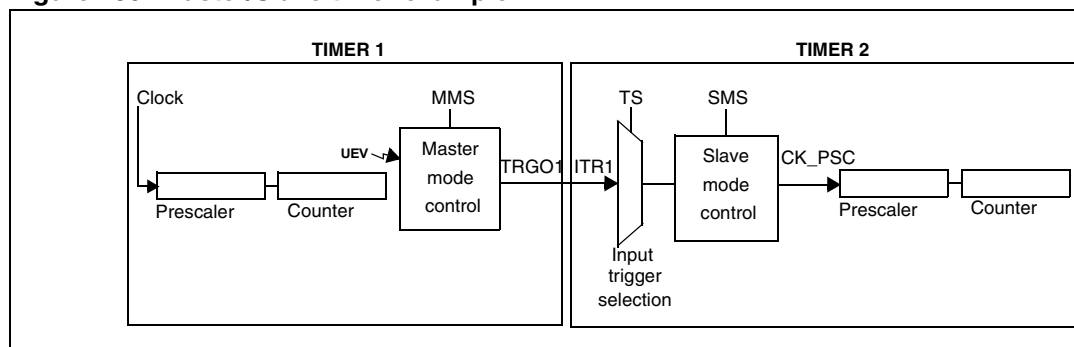 TIMER 1
TIMER 2
Clock
MMS
TS
SMS
UEV
Master
mode
control
TRGO1
ITR1
Slave
mode
control
CK_PSC
Prescaler
Counter
Prescaler
Counter
Input
trigger
selection